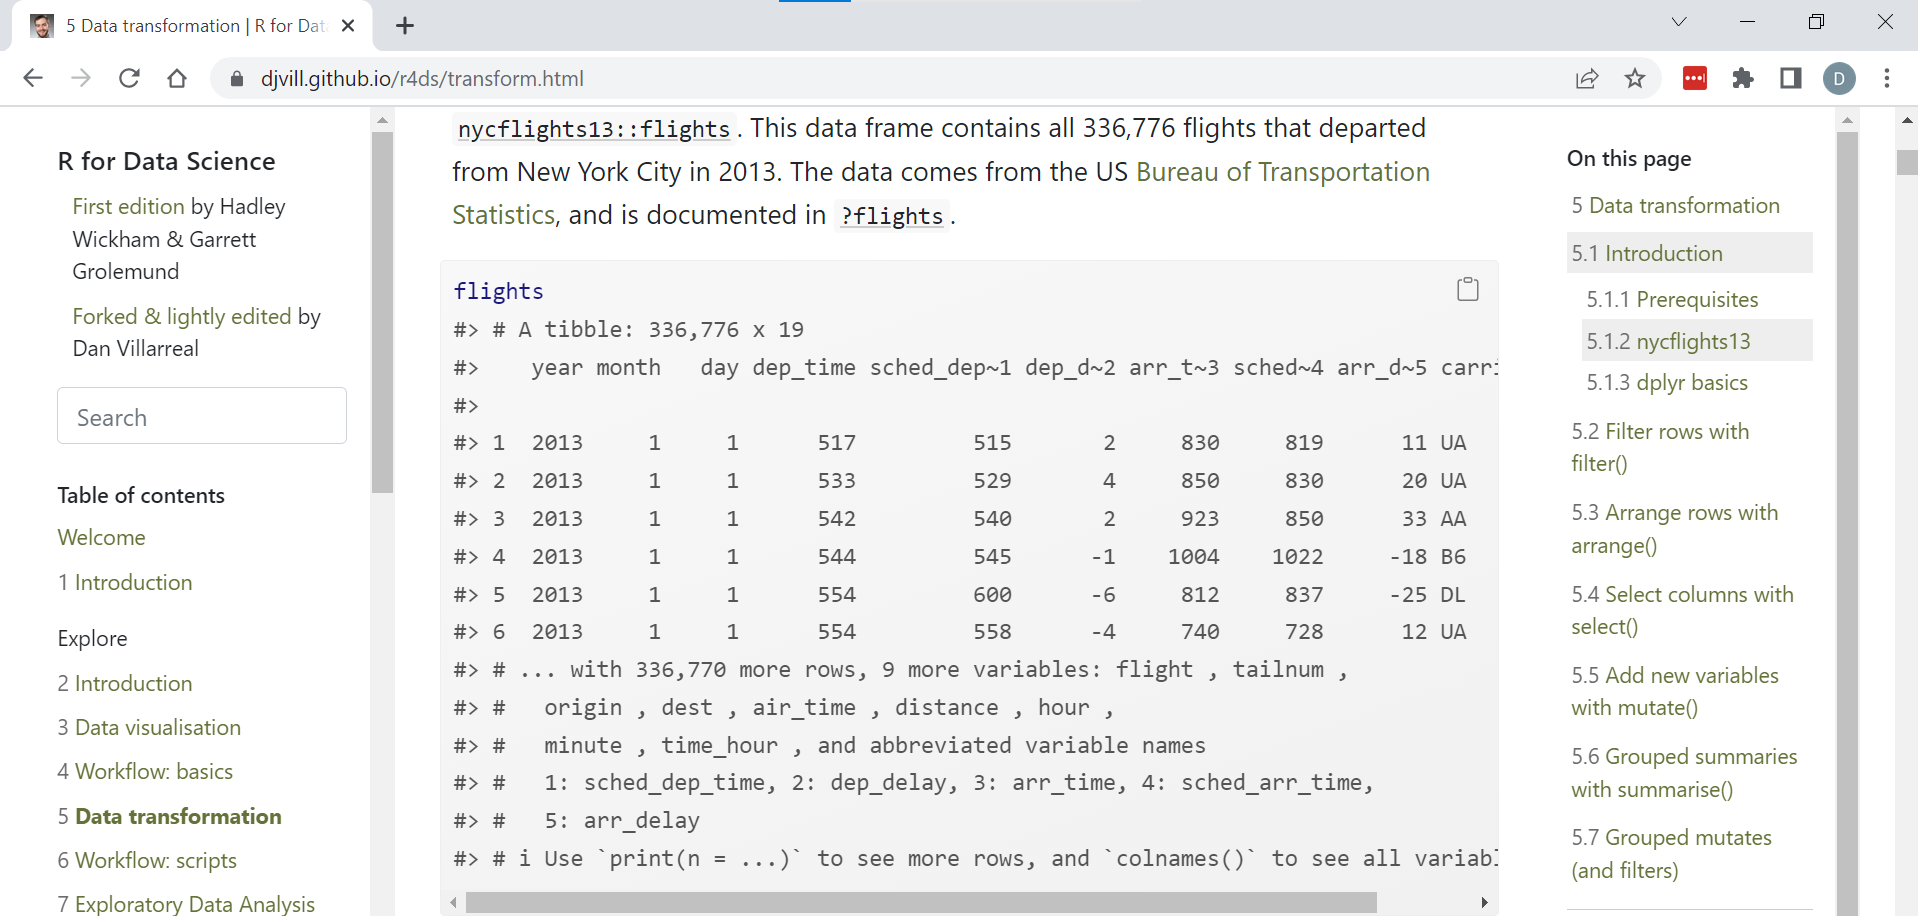 5 Data transformation | R for Dat
djvill.github.io/r4ds/transform.html
D
R for Data Science
First edition by Hadley
Wickham & Garrett
Grolemund
Forked & lightly edited by
Dan Villarreal
Search
Table of contents
Welcome
1 Introduction
Explore
2 Introduction
3 Data visualisation
4 Workflow: basics
5 Data transformation
6 Workflow: scripts
7 Exploratory Data Analysis
nycflights13::flights. This data frame contains all 336,776 flights that departed
from New York City in 2013. The data comes from the US Bureau of Transportation
Statistics, and is documented in ?flights.
flights
#> # A tibble: 336,776 x 19
#>    year month   day dep_time sched_dep~1 dep_d~2 arr_t~3 sched~4 arr_d~5 carri
#>
#> 1  2013     1     1      517         515       2     830     819      11 UA
#> 2  2013     1     1      533         529       4     850     830      20 UA
#> 3  2013     1     1      542         540       2     923     850      33 AA
#> 4  2013     1     1      544         545      -1    1004    1022     -18 B6
#> 5  2013     1     1      554         600      -6     812     837     -25 DL
#> 6  2013     1     1      554         558      -4     740     728      12 UA
#> # ... with 336,770 more rows, 9 more variables: flight , tailnum ,
#> #   origin , dest , air_time , distance , hour ,
#> #   minute , time_hour , and abbreviated variable names
#> #   1: sched_dep_time, 2: dep_delay, 3: arr_time, 4: sched_arr_time,
#> #   5: arr_delay
#> # i Use `print(n = ...)` to see more rows, and `colnames()` to see all variabl
On this page
5 Data transformation
5.1 Introduction
5.1.1 Prerequisites
5.1.2 nycflights13
5.1.3 dplyr basics
5.2 Filter rows with
filter()
5.3 Arrange rows with
arrange()
5.4 Select columns with
select()
5.5 Add new variables
with mutate()
5.6 Grouped summaries
with summarise()
5.7 Grouped mutates
(and filters)